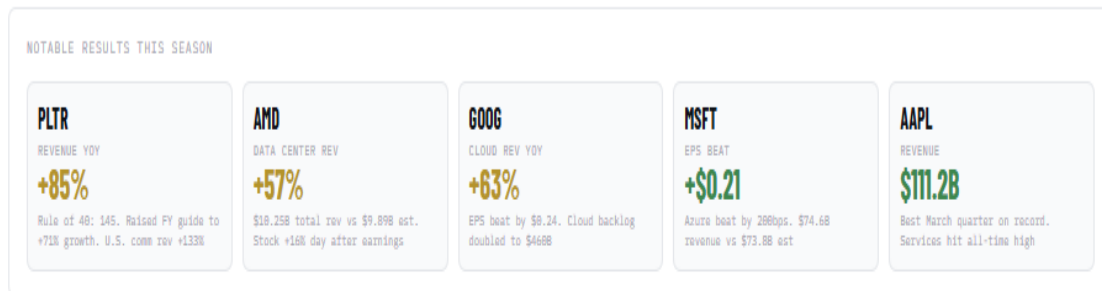 NOTABLE RESULTS THIS SEASON
PLTR
REVENUE YOY
+85%
Rule of 40: 145. Raised FY guide to
+71% growth. U.S. comm rev +133%
AMD
DATA CENTER REV
+57%
$10.25B total rev vs $9.89B est.
Stock +16% day after earnings
GOOG
CLOUD REV YOY
+63%
EPS beat by $0.24. Cloud backlog
doubled to $460B
MSFT
EPS BEAT
+$0.21
Azure beat by 200bps. $74.6B
revenue vs $73.8B est
AAPL
REVENUE
$111.2B
Best March quarter on record.
Services hit all-time high